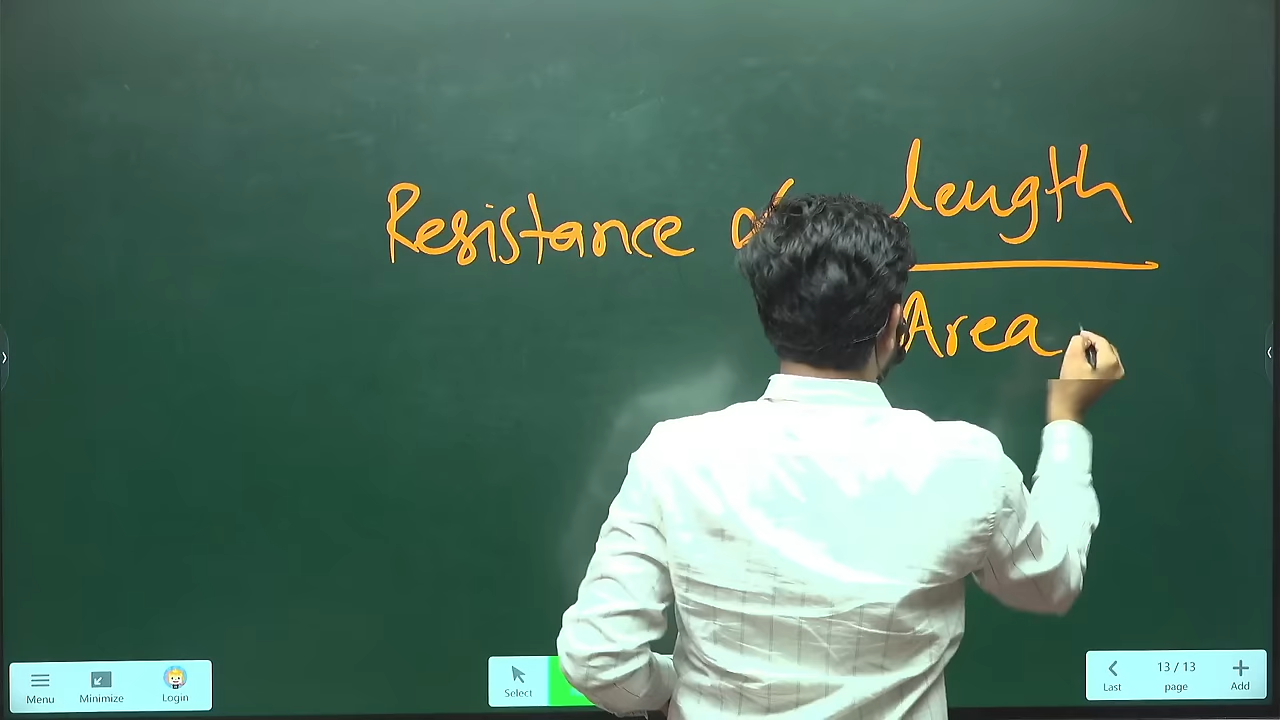 Resistance ∝ length
Area
Menu
Minimize
Login
Select
Last
13 / 13
page
Add